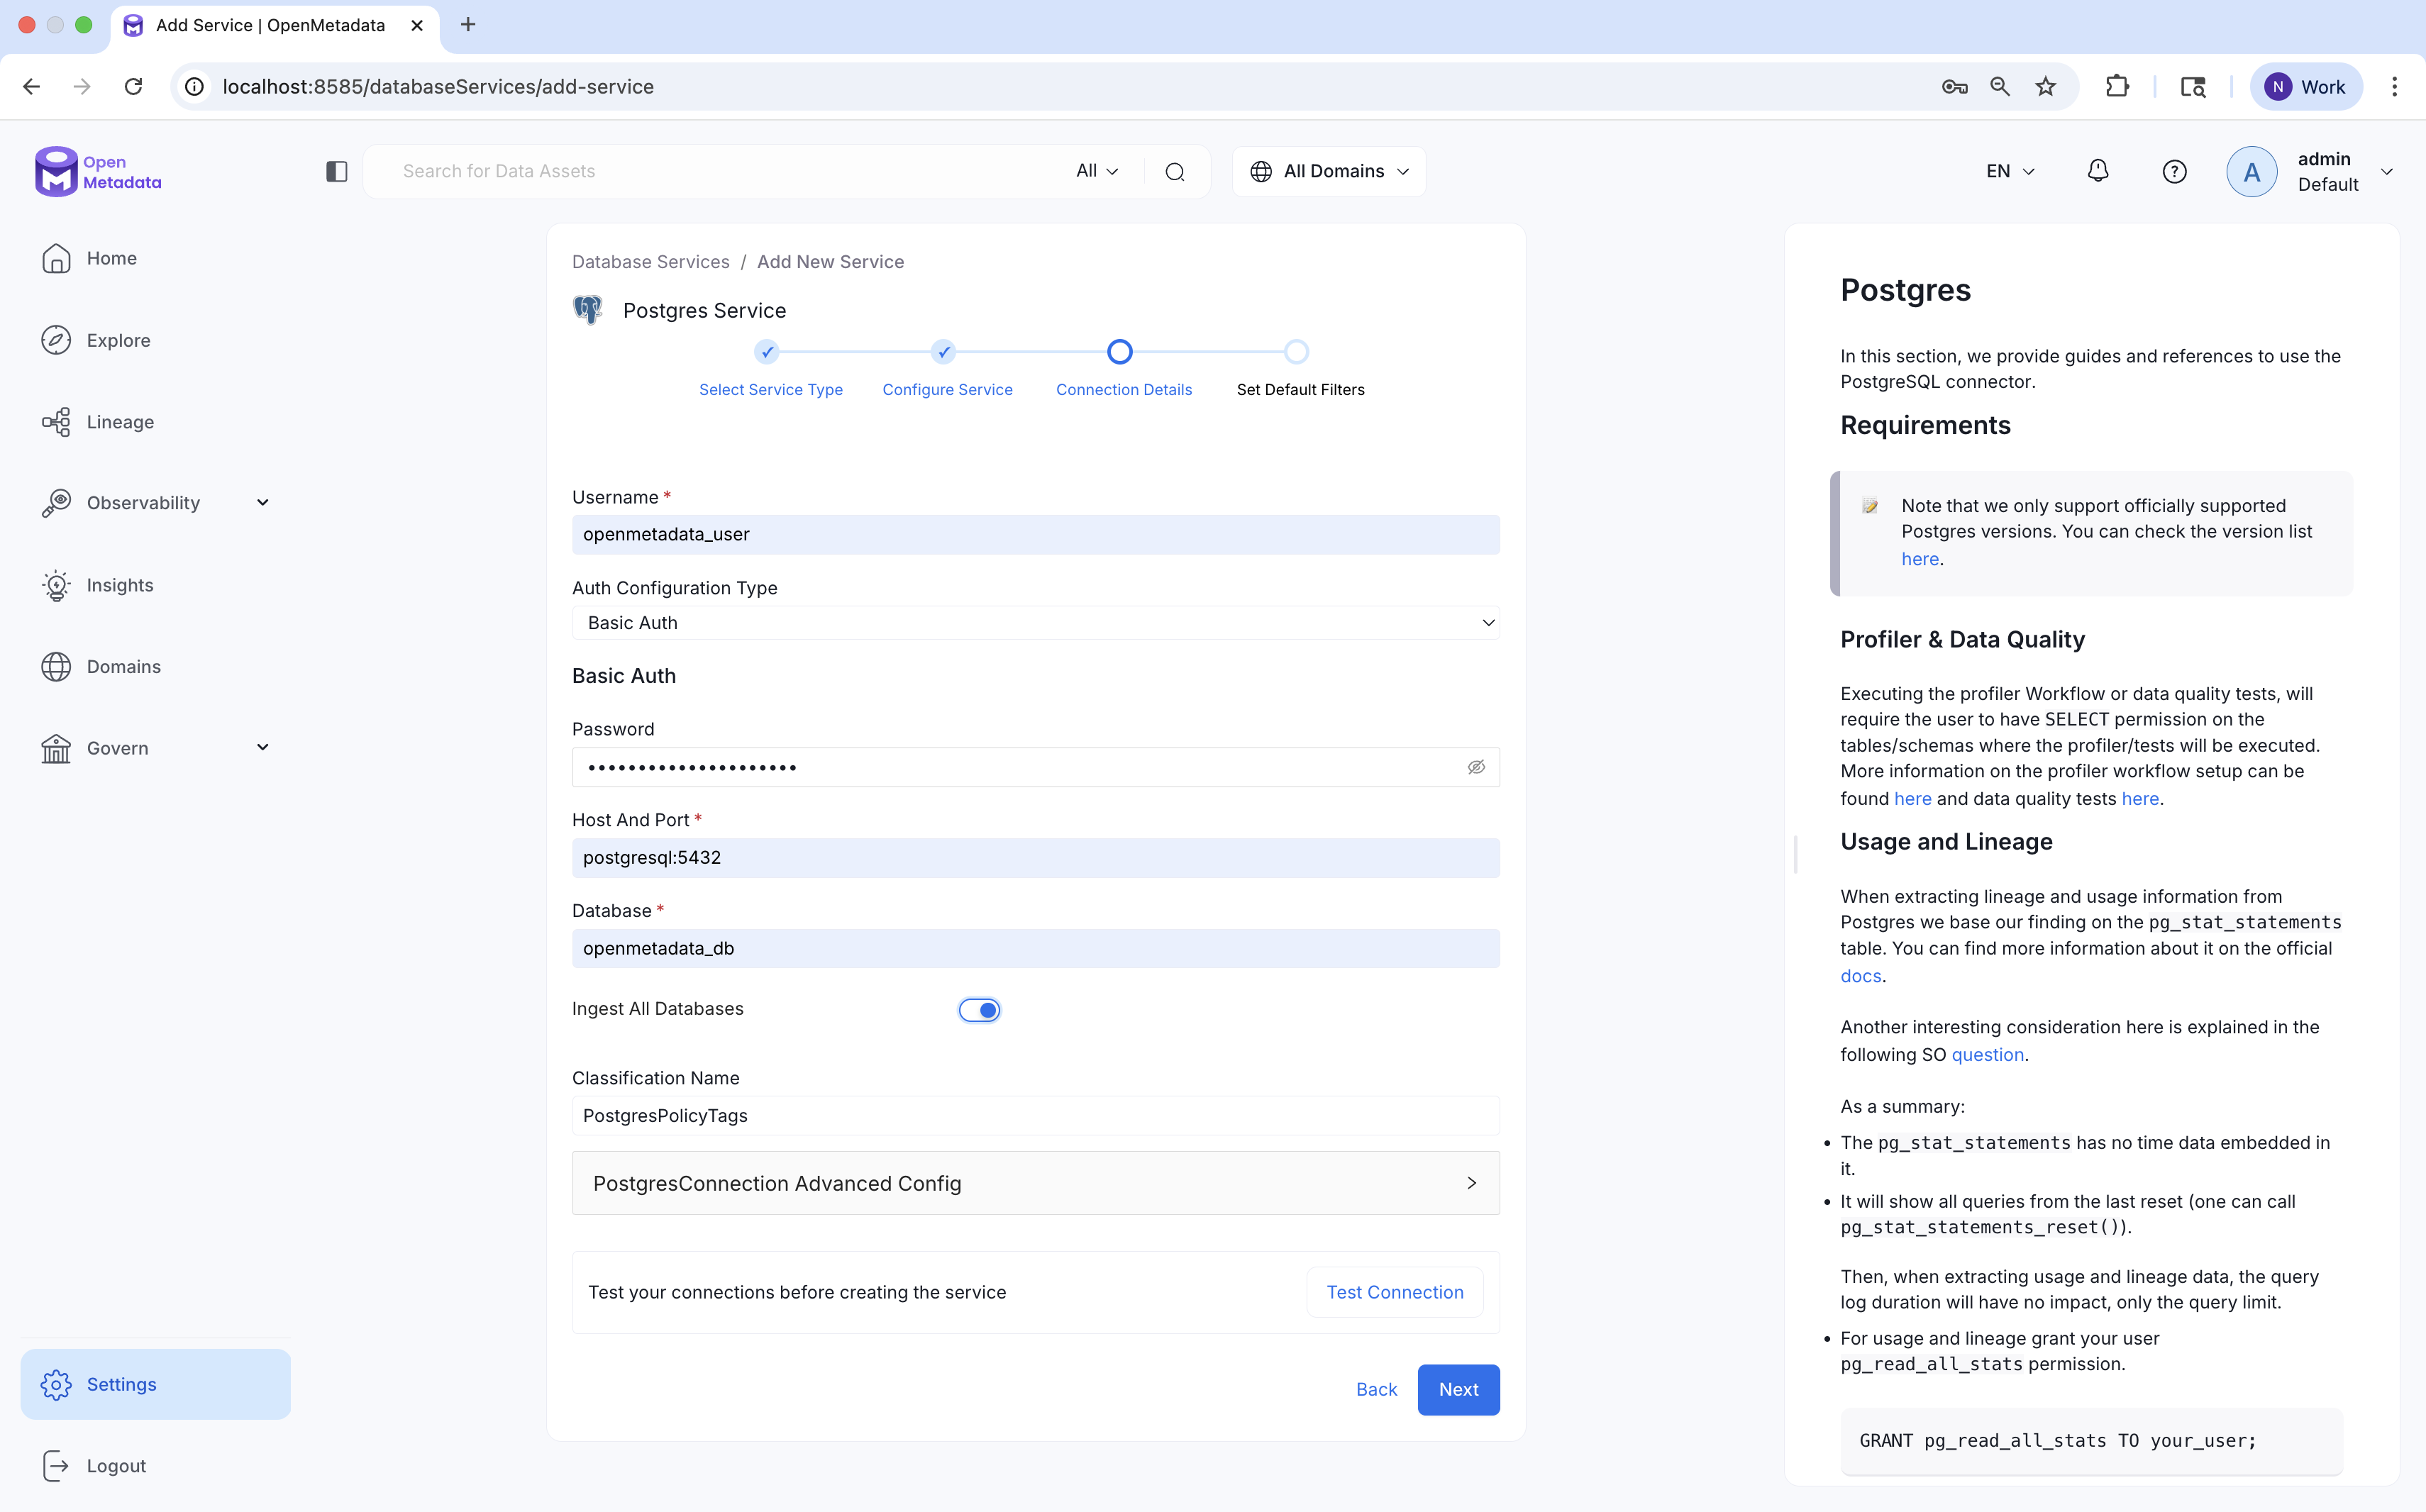 Add Service | OpenMetadata
localhost:8585/databaseServices/add-service
N Work
Open
Metadata
Search for Data Assets
All
All Domains
EN
A
admin
Default
Home
Explore
Lineage
Observability
Insights
Domains
Govern
Settings
Logout
Database Services / Add New Service
Postgres Service
Select Service Type
Configure Service
Connection Details
Set Default Filters
Username *
openmetadata_user
Auth Configuration Type
Basic Auth
Basic Auth
Password
•••••••••••••••••••••
Host And Port *
postgresql:5432
Database *
openmetadata_db
Ingest All Databases
Classification Name
PostgresPolicyTags
PostgresConnection Advanced Config
Test your connections before creating the service
Test Connection
Back
Next
Postgres
In this section, we provide guides and references to use the
PostgreSQL connector.
Requirements
Note that we only support officially supported
Postgres versions. You can check the version list
here.
Profiler & Data Quality
Executing the profiler Workflow or data quality tests, will
require the user to have SELECT permission on the
tables/schemas where the profiler/tests will be executed.
More information on the profiler workflow setup can be
found here and data quality tests here.
Usage and Lineage
When extracting lineage and usage information from
Postgres we base our finding on the pg_stat_statements
table. You can find more information about it on the official
docs.
Another interesting consideration here is explained in the
following SO question.
As a summary:
• The pg_stat_statements has no time data embedded in
it.
• It will show all queries from the last reset (one can call
pg_stat_statements_reset()).
Then, when extracting usage and lineage data, the query
log duration will have no impact, only the query limit.
• For usage and lineage grant your user
pg_read_all_stats permission.
GRANT pg_read_all_stats TO your_user;